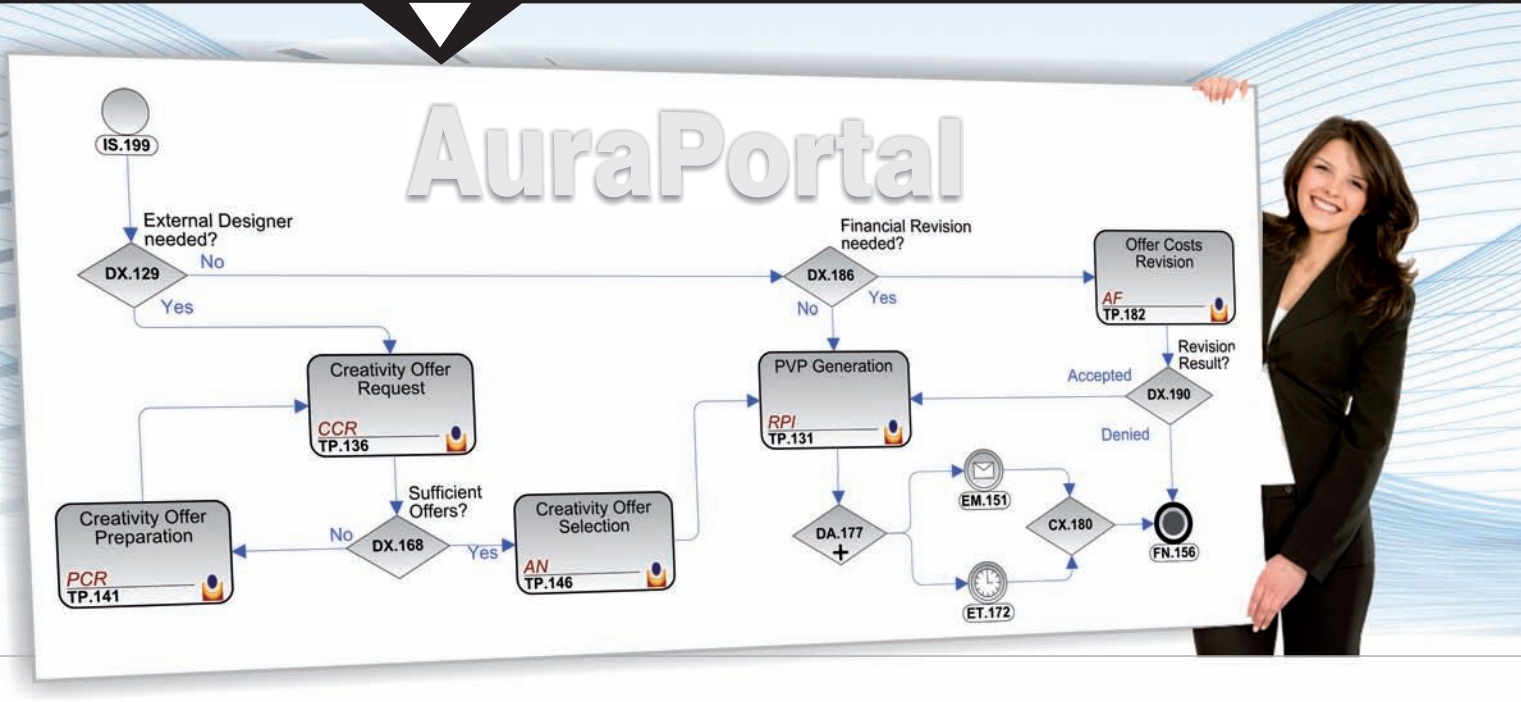 AuraPortal
IS.199
External Designer
needed?
DX.129
No
Yes
Financial Revision
needed?
DX.186
No
Yes
Offer Costs
Revision
AF
TP.182
Revision
Result?
DX.190
Accepted
Denied
Creativity Offer
Request
CCR
TP.136
PVP Generation
RPI
TP.131
Sufficient
Offers?
DX.168
No
Yes
Creativity Offer
Preparation
PCR
TP.141
Creativity Offer
Selection
AN
TP.146
DA.177
EM.151
ET.172
CX.180
FN.156